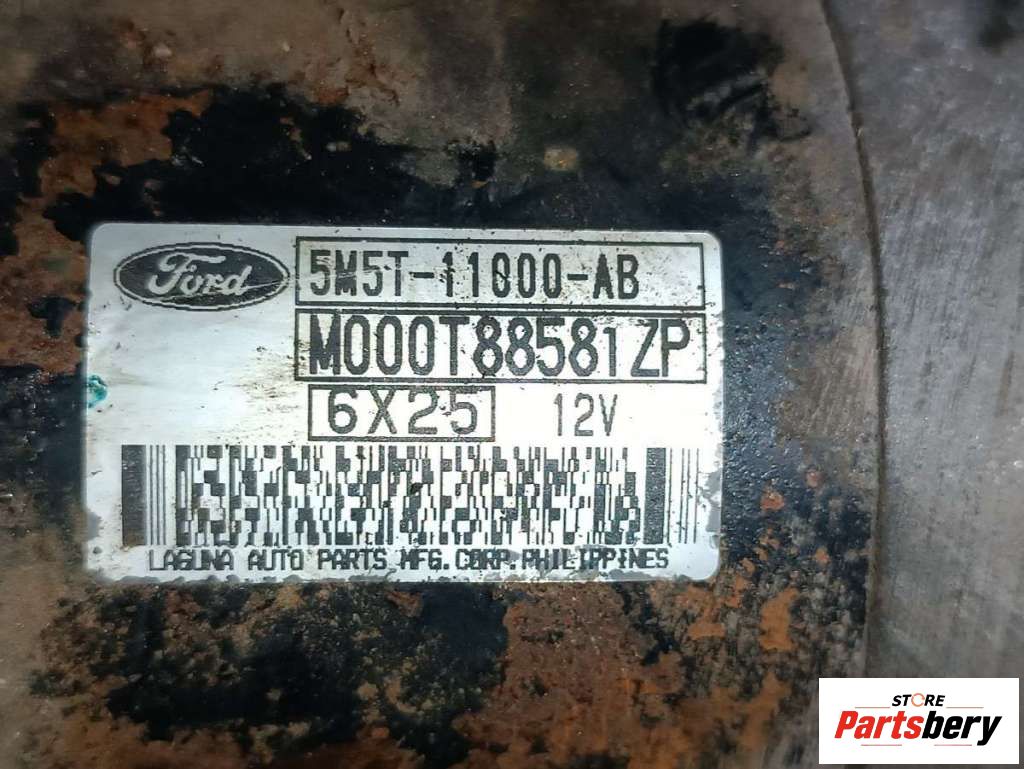 Ford
5M5T-11000-AB
M000T88581ZP
6X25
12V
LAGUNA AUTO PARTS MFG.CORP.PHILIPPINES
STORE
Partsbery